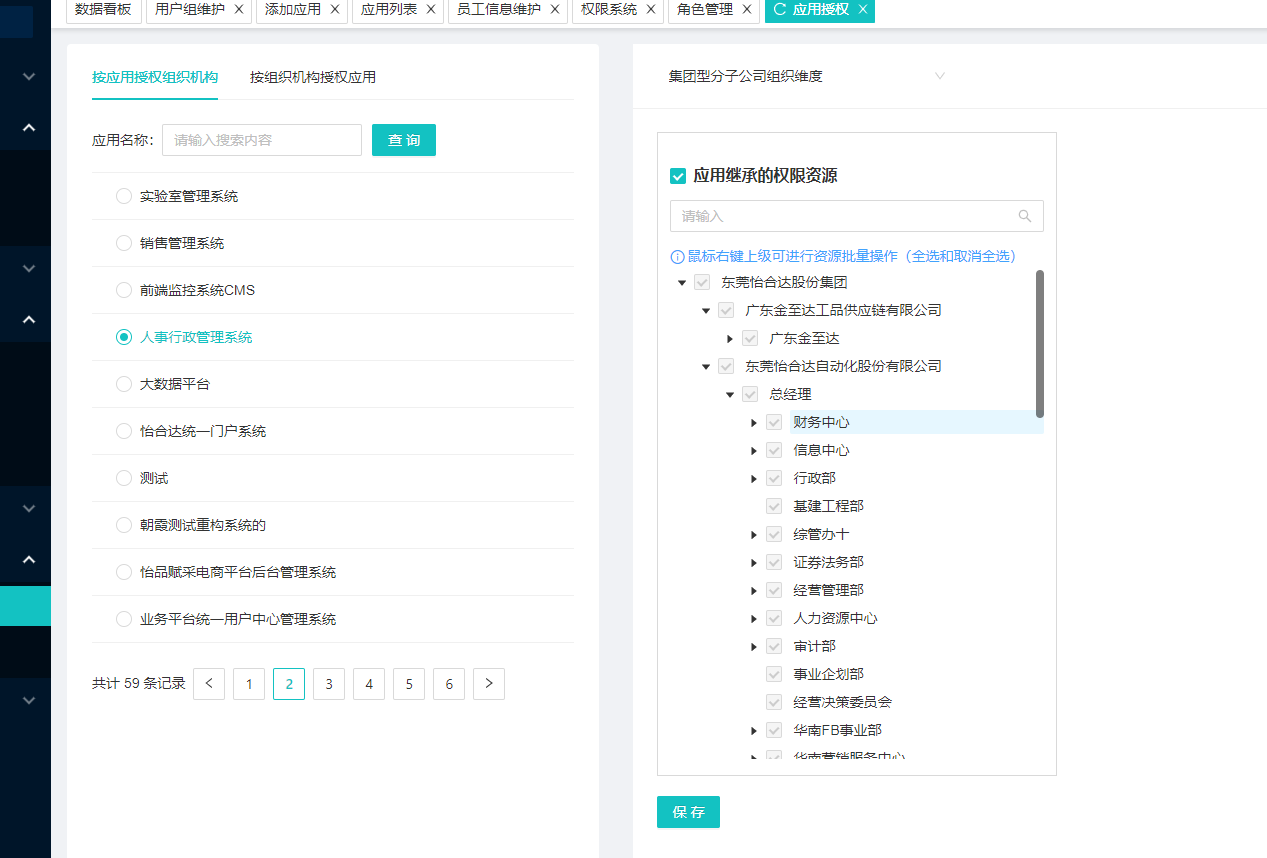 数据看板 用户组维护 添加应用 应用列表 员工信息维护 权限系统 角色管理 应用授权
按应用授权组织机构 按组织机构授权应用
应用名称: 请输入搜索内容 查 询
实验室管理系统
销售管理系统
前端监控系统CMS
人事行政管理系统
大数据平台
怡合达统一门户系统
测试
朝霞测试重构系统的
怡品赋采电商平台后台管理系统
业务平台统一用户中心管理系统
共计 59 条记录 < 1 2 3 4 5 6 >
集团型分子公司组织维度
应用继承的权限资源
请输入
鼠标右键上级可进行资源批量操作（全选和取消全选）
东莞怡合达股份集团
广东金至达工品供应链有限公司
广东金至达
东莞怡合达自动化股份有限公司
总经理
财务中心
信息中心
行政部
基建工程部
综管办十
证券法务部
经营管理部
人力资源中心
审计部
事业企划部
经营决策委员会
华南FB事业部
华南营销服务中心
保 存